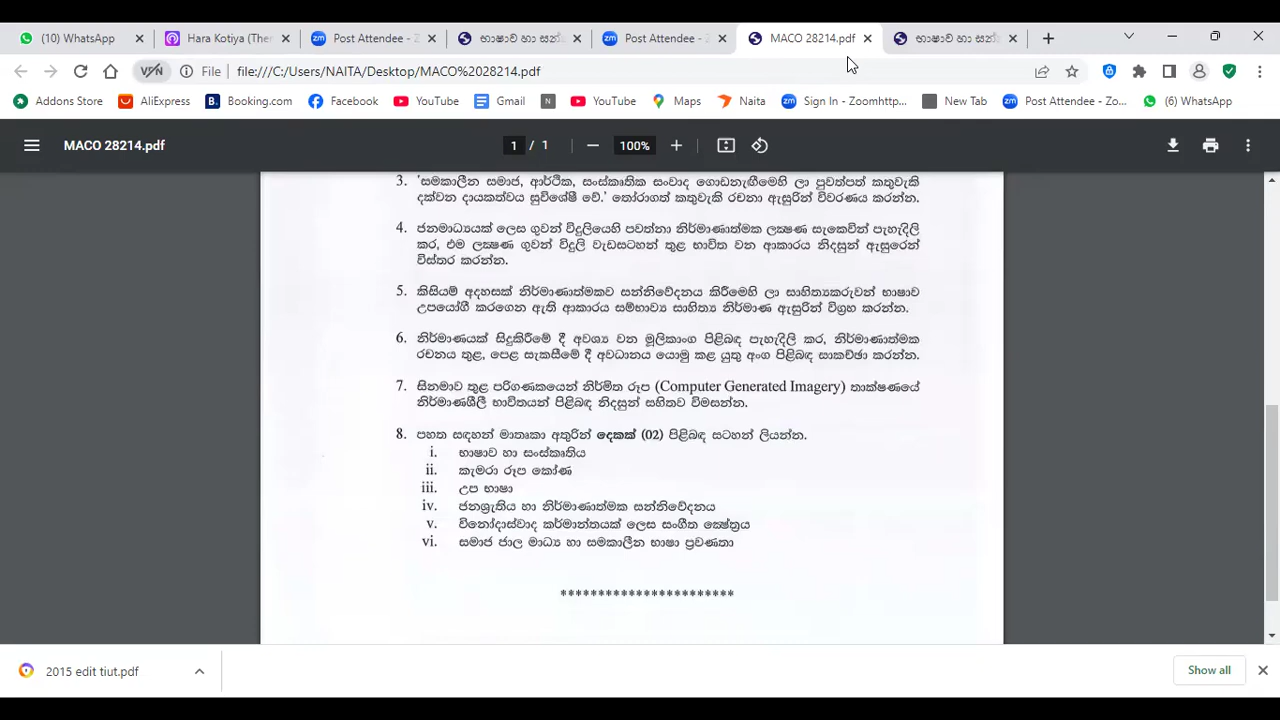 (10) WhatsApp
Hara Kotiya (Ther
Post Attendee - Z
භාෂාව හා සන්
Post Attendee - Z
MACO 28214.pdf
භාෂාව හා සන්
File file:///C:/Users/NAITA/Desktop/MACO%2028214.pdf
Addons Store AliExpress Booking.com Facebook YouTube Gmail YouTube Maps Naita Sign In - Zoomhttp... New Tab Post Attendee - Zo... (6) WhatsApp
MACO 28214.pdf 1 / 1 100%
3. 'සමකාලීන සමාජ, ආර්ථික, සංස්කෘතික සංවාද ගොඩනැඟීමෙහි ලා පුවත්පත් කතුවැකි
දක්වන දායකත්වය සුවිශේෂී වේ.' තෝරාගත් කතුවැකි රචනා ඇසුරින් විවරණය කරන්න.
4. ජනමාධ්‍යයක් ලෙස ගුවන් විදුලියෙහි පවත්නා නිර්මාණාත්මක ලක්ෂණ සැකෙවින් පැහැදිලි
කර, එම ලක්ෂණ ගුවන් විදුලි වැඩසටහන් තුළ භාවිත වන ආකාරය නිදසුන් ඇසුරෙන්
විස්තර කරන්න.
5. කිසියම් අදහසක් නිර්මාණාත්මකව සන්නිවේදනය කිරීමෙහි ලා සාහිත්‍යකරුවන් භාෂාව
උපයෝගී කරගෙන ඇති ආකාරය සම්භාව්‍ය සාහිත්‍ය නිර්මාණ ඇසුරින් විග්‍රහ කරන්න.
6. නිර්මාණයක් සිදුකිරීමේ දී අවශ්‍ය වන මූලිකාංග පිළිබඳ පැහැදිලි කර, නිර්මාණාත්මක
රචනය තුළ, පෙළ සැකසීමේ දී අවධානය යොමු කළ යුතු අංග පිළිබඳ සාකච්ඡා කරන්න.
7. සිනමාව තුළ පරිගණකයෙන් නිර්මිත රූප (Computer Generated Imagery) තාක්ෂණයේ
නිර්මාණශීලී භාවිතයන් පිළිබඳ නිදසුන් සහිතව විමසන්න.
8. පහත සඳහන් මාතෘකා අතුරින් දෙකක් (02) පිළිබඳ සටහන් ලියන්න.
i. භාෂාව හා සංස්කෘතිය
ii. කැමරා රූප කෝණ
iii. උප භාෂා
iv. ජනශ්‍රැතිය හා නිර්මාණාත්මක සන්නිවේදනය
v. විනෝදාස්වාද කර්මාන්තයක් ලෙස සංගීත ක්ෂේත්‍රය
vi. සමාජ ජාල මාධ්‍ය හා සමකාලීන භාෂා ප්‍රවණතා
***********************
2015 edit tiut.pdf
Show all